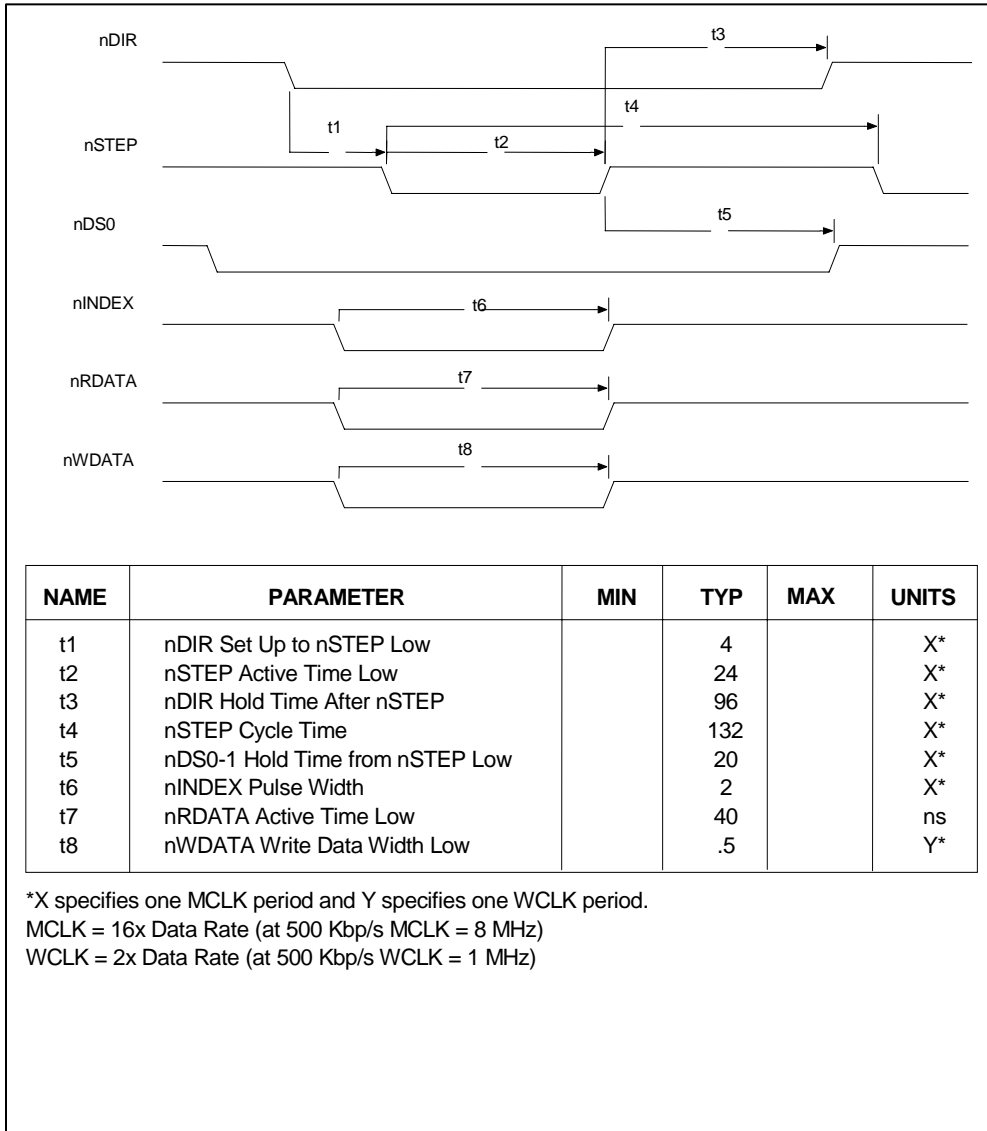 nDIR
t3
t4
t1
nSTEP
t2
nDS0
t5
nINDEX
t6
nRDATA
t7
nWDATA
t8
NAME PARAMETER MIN TYP MAX UNITS
t1 nDIR Set Up to nSTEP Low 4 X*
t2 nSTEP Active Time Low 24 X*
t3 nDIR Hold Time After nSTEP 96 X*
t4 nSTEP Cycle Time 132 X*
t5 nDS0-1 Hold Time from nSTEP Low 20 X*
t6 nINDEX Pulse Width 2 X*
t7 nRDATA Active Time Low 40 ns
t8 nWDATA Write Data Width Low .5 Y*
*X specifies one MCLK period and Y specifies one WCLK period.
MCLK = 16x Data Rate (at 500 Kbp/s MCLK = 8 MHz)
WCLK = 2x Data Rate (at 500 Kbp/s WCLK = 1 MHz)